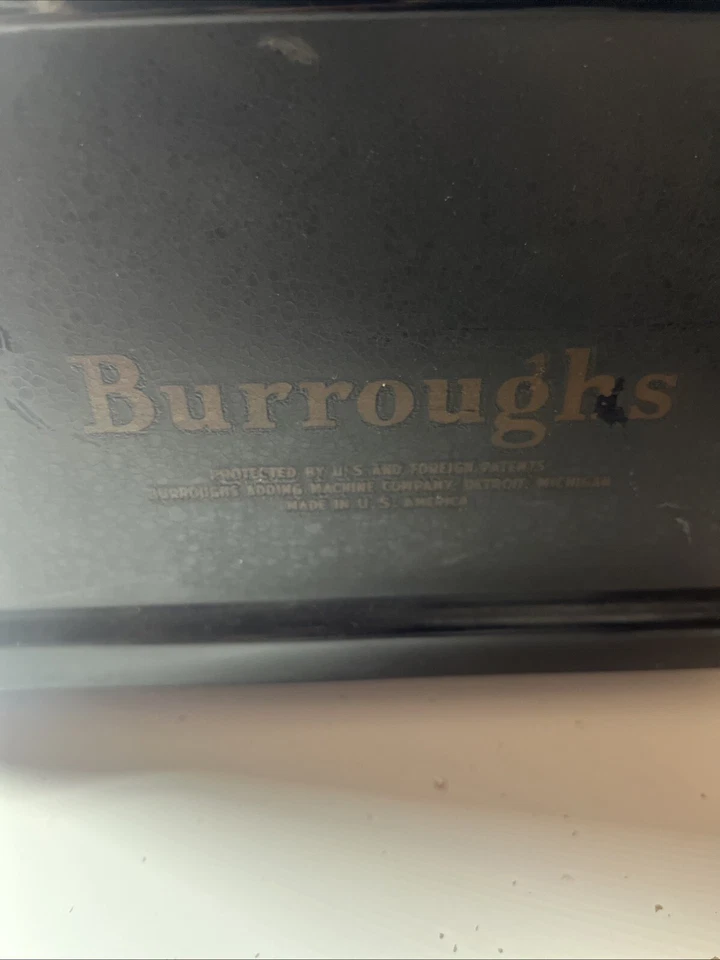 Burroughs
PROTECTED BY U. S. AND FOREIGN PATENTS
BURROUGHS ADDING MACHINE COMPANY, DETROIT, MICHIGAN
MADE IN U. S. AMERICA